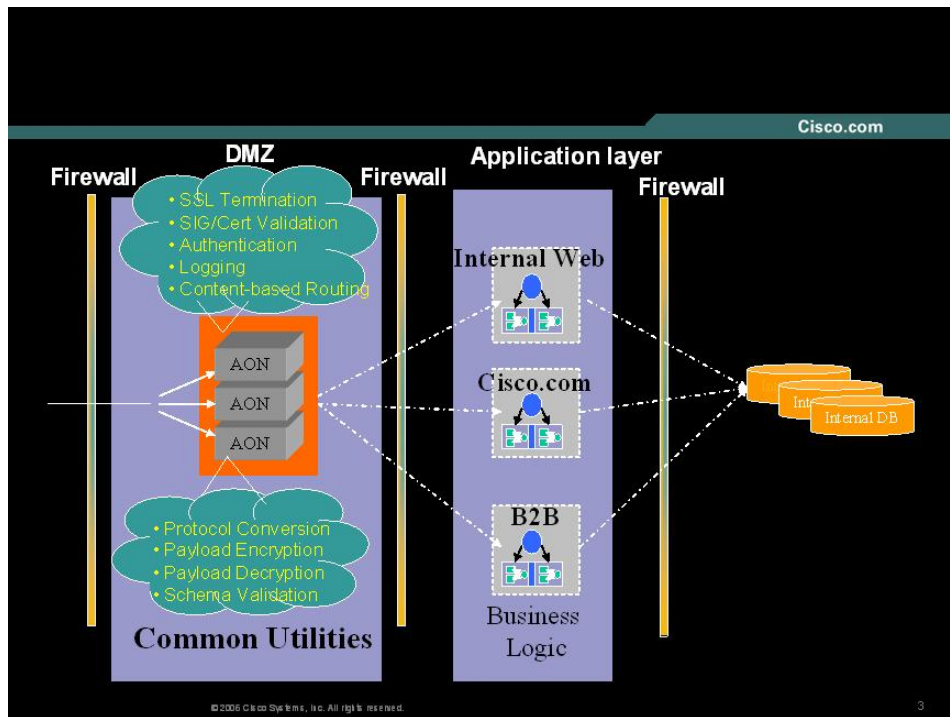 Cisco.com
DMZ
Application layer
Firewall
Firewall
Firewall
• SSL Termination
• SIG/Cert Validation
• Authentication
• Logging
• Content-based Routing
AON
AON
AON
• Protocol Conversion
• Payload Encryption
• Payload Decryption
• Schema Validation
Common Utilities
Internal Web
Cisco.com
B2B
Business
Logic
Internal DB
©2006 Cisco Systems, Inc. All rights reserved.
3